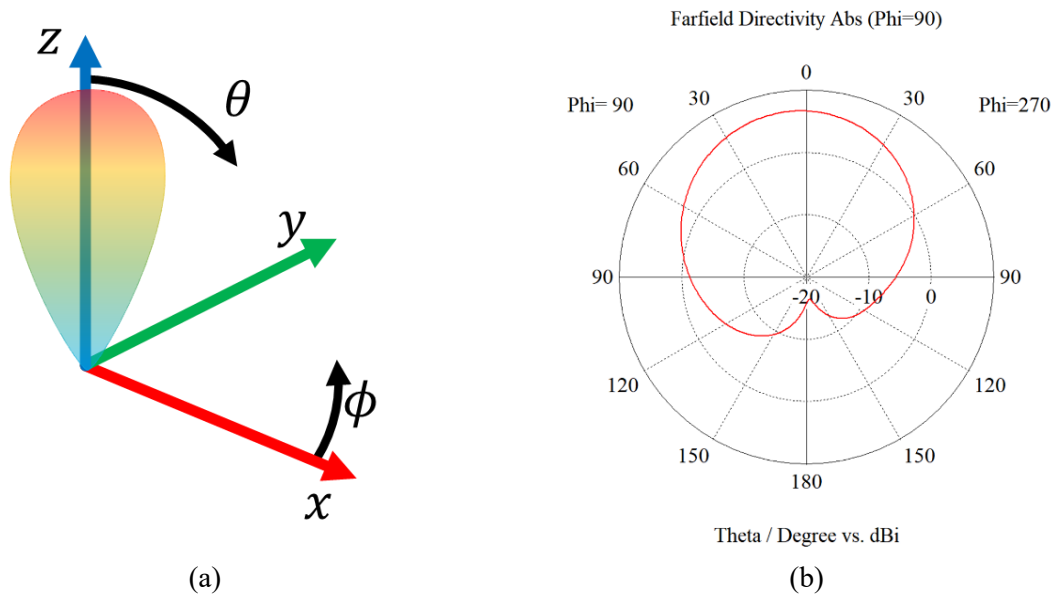 z
θ
y
ϕ
x
(a)
Farfield Directivity Abs (Phi=90)
0
Phi= 90 30 30 Phi=270
60 60
90 -20 -10 0 90
120 120
150 150
180
Theta / Degree vs. dBi
(b)